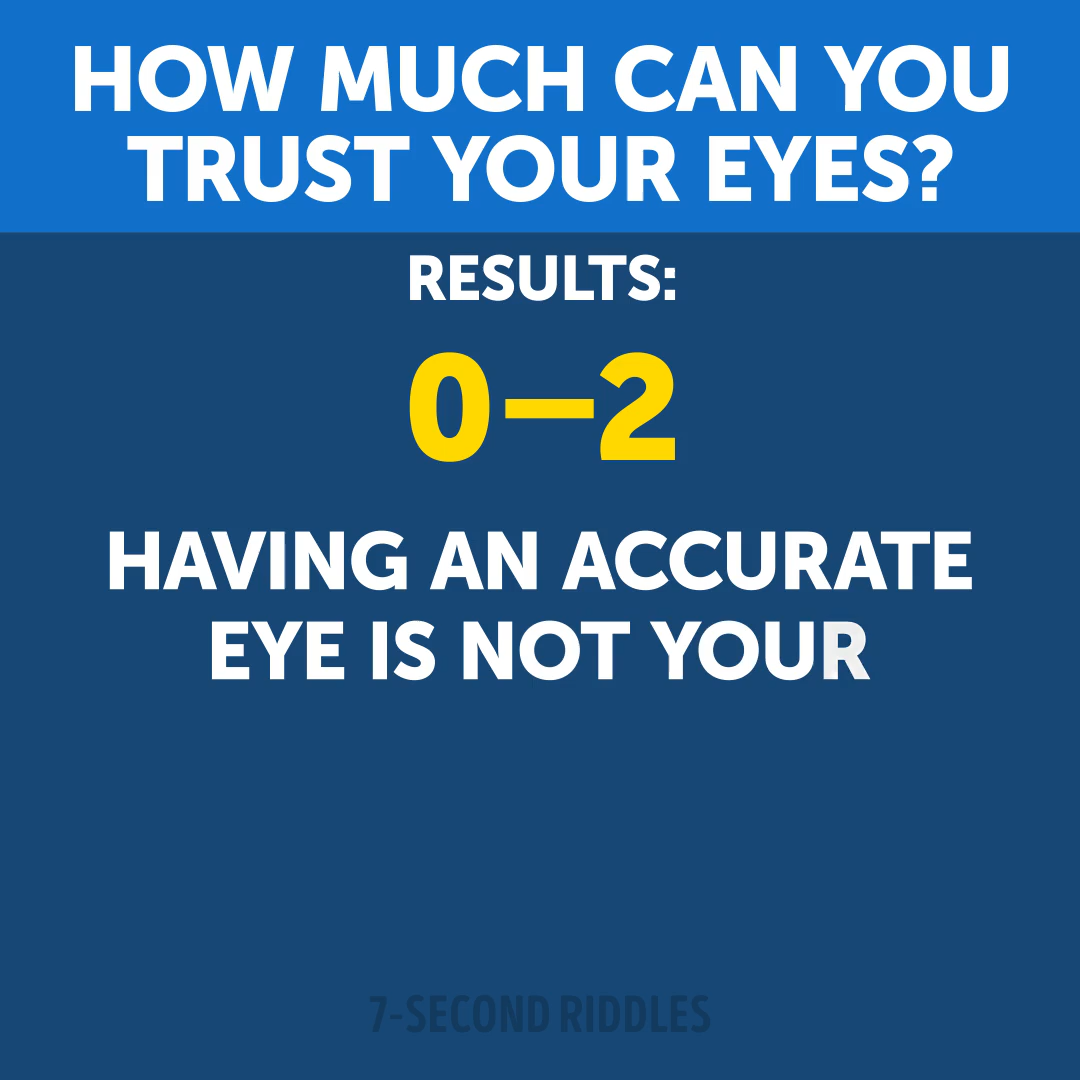 HOW MUCH CAN YOU
TRUST YOUR EYES?
RESULTS:
0–2
HAVING AN ACCURATE
EYE IS NOT YOUR
7-SECOND RIDDLES